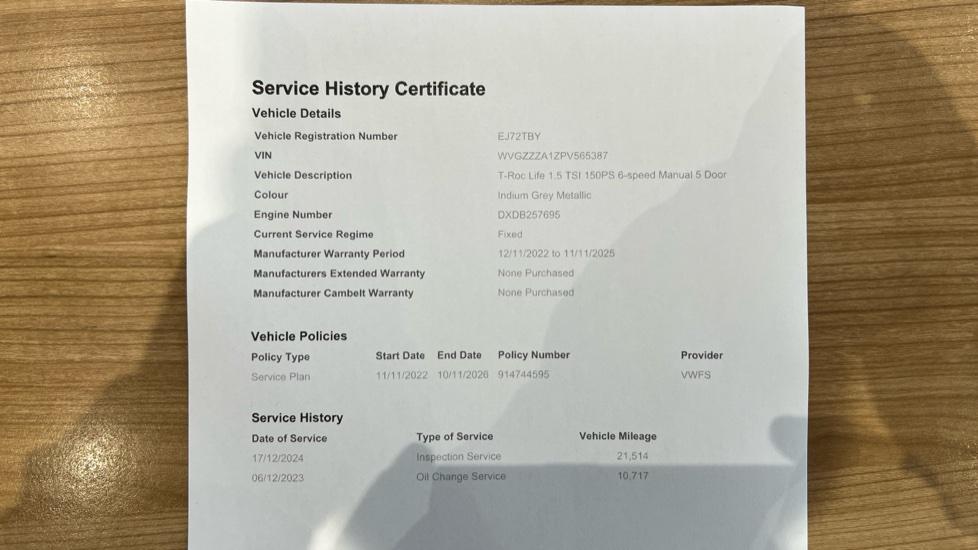 Service History Certificate
Vehicle Details
Vehicle Registration Number EJ72TBY
VIN WVGZZZA1ZPV565387
Vehicle Description T-Roc Life 1.5 TSI 150PS 6-speed Manual 5 Door
Colour Indium Grey Metallic
Engine Number DXDB257695
Current Service Regime Fixed
Manufacturer Warranty Period 12/11/2022 to 11/11/2025
Manufacturers Extended Warranty None Purchased
Manufacturer Cambelt Warranty None Purchased
Vehicle Policies
Policy Type Start Date End Date Policy Number Provider
Service Plan 11/11/2022 10/11/2026 914744595 VWFS
Service History
Date of Service Type of Service Vehicle Mileage
17/12/2024 Inspection Service 21,514
06/12/2023 Oil Change Service 10,717